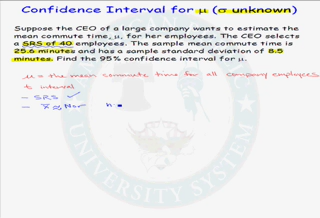 Confidence Interval for μ (σ unknown)
Suppose the CEO of a large company wants to estimate the
mean commute time, μ, for her employees. The CEO selects
a SRS of 40 employees. The sample mean commute time is
25.6 minutes and has a sample standard deviation of 8.5
minutes. Find the 95% confidence interval for μ.
μ = the mean commute time for all company employees
t interval
- SRS ✓
- x̄ ≈ Nor n =
UNIVERSITY SYSTEM